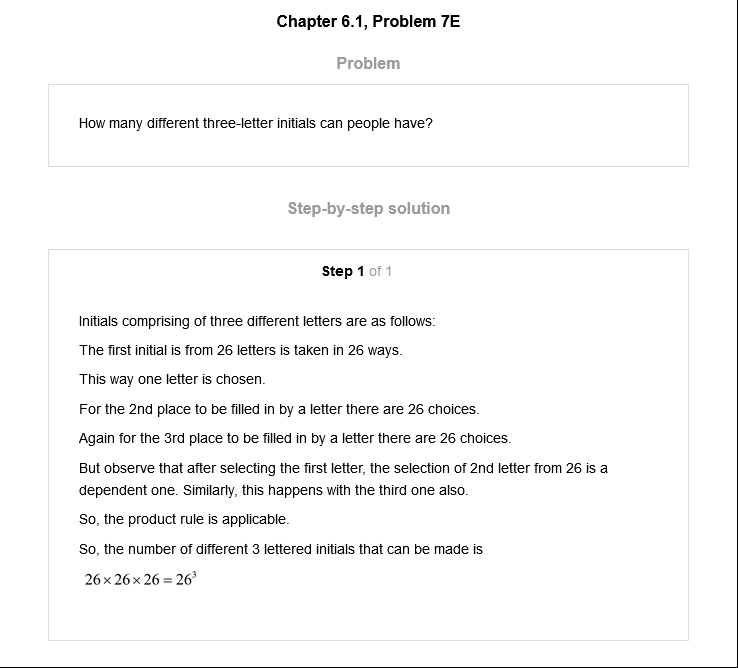 Chapter 6.1, Problem 7E
Problem
How many different three-letter initials can people have?
Step-by-step solution
Step 1 of 1
Initials comprising of three different letters are as follows:
The first initial is from 26 letters is taken in 26 ways.
This way one letter is chosen.
For the 2nd place to be filled in by a letter there are 26 choices.
Again for the 3rd place to be filled in by a letter there are 26 choices.
But observe that after selecting the first letter, the selection of 2nd letter from 26 is a
dependent one. Similarly, this happens with the third one also.
So, the product rule is applicable.
So, the number of different 3 lettered initials that can be made is
26 × 26 × 26 = 26³